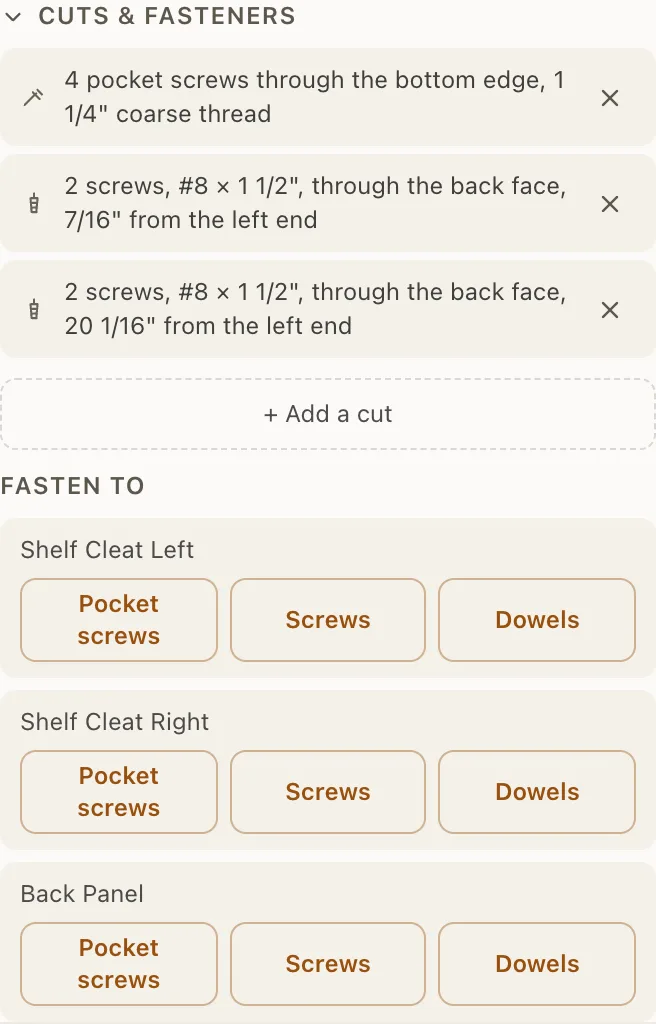 CUTS & FASTENERS
4 pocket screws through the bottom edge, 1
1/4" coarse thread
2 screws, #8 × 1 1/2", through the back face,
7/16" from the left end
2 screws, #8 × 1 1/2", through the back face,
20 1/16" from the left end
+ Add a cut
FASTEN TO
Shelf Cleat Left
Pocket
screws
Screws
Dowels
Shelf Cleat Right
Pocket
screws
Screws
Dowels
Back Panel
Pocket
screws
Screws
Dowels